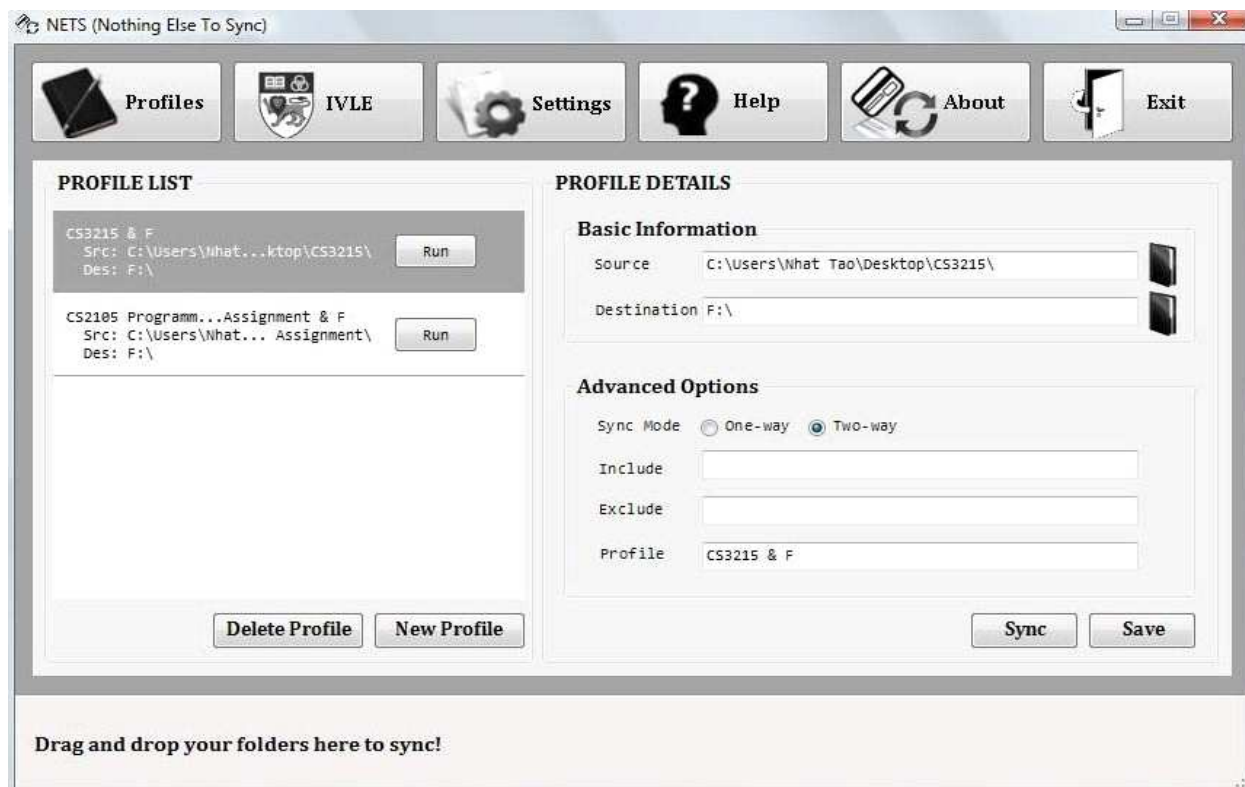 NETS (Nothing Else To Sync)
Profiles
IVLE
Settings
Help
About
Exit
PROFILE LIST
CS3215 & F
Src: C:\Users\Nhat...ktop\CS3215\
Des: F:\
Run
CS2105 Programm...Assignment & F
Src: C:\Users\Nhat... Assignment\
Des: F:\
Run
Delete Profile
New Profile
PROFILE DETAILS
Basic Information
Source C:\Users\Nhat Tao\Desktop\CS3215\
Destination F:\
Advanced Options
Sync Mode One-way Two-way
Include
Exclude
Profile CS3215 & F
Sync
Save
Drag and drop your folders here to sync!